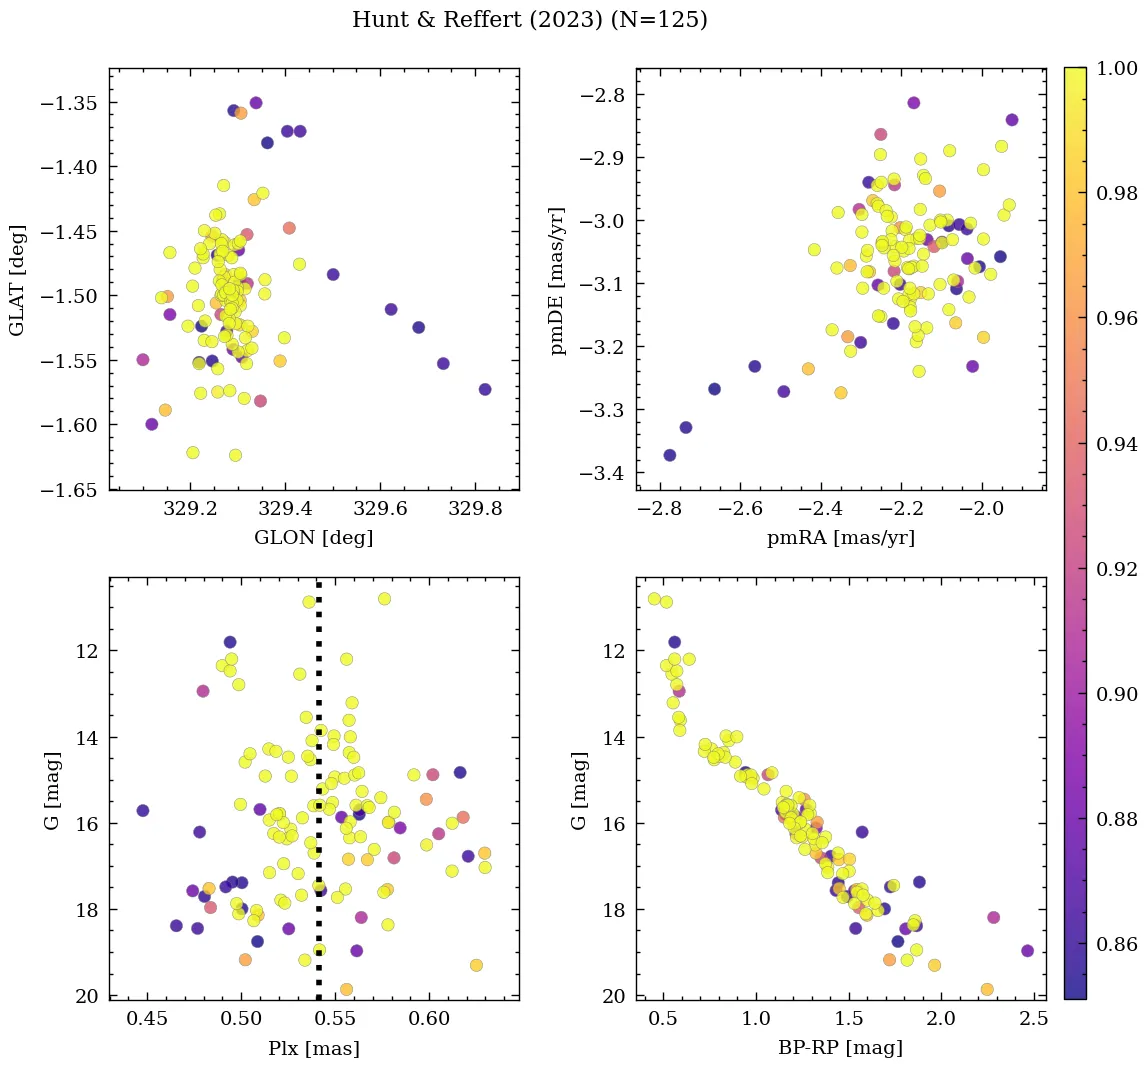 Hunt & Reffert (2023) (N=125)
−1.35
−1.40
−1.45
−1.50
−1.55
−1.60
−1.65
GLAT [deg]
329.2 329.4 329.6 329.8
GLON [deg]
−2.8
−2.9
−3.0
−3.1
−3.2
−3.3
−3.4
pmDE [mas/yr]
−2.8 −2.6 −2.4 −2.2 −2.0
pmRA [mas/yr]
12
14
16
18
20
G [mag]
0.45 0.50 0.55 0.60
Plx [mas]
12
14
16
18
20
G [mag]
0.5 1.0 1.5 2.0 2.5
BP-RP [mag]
1.00
0.98
0.96
0.94
0.92
0.90
0.88
0.86